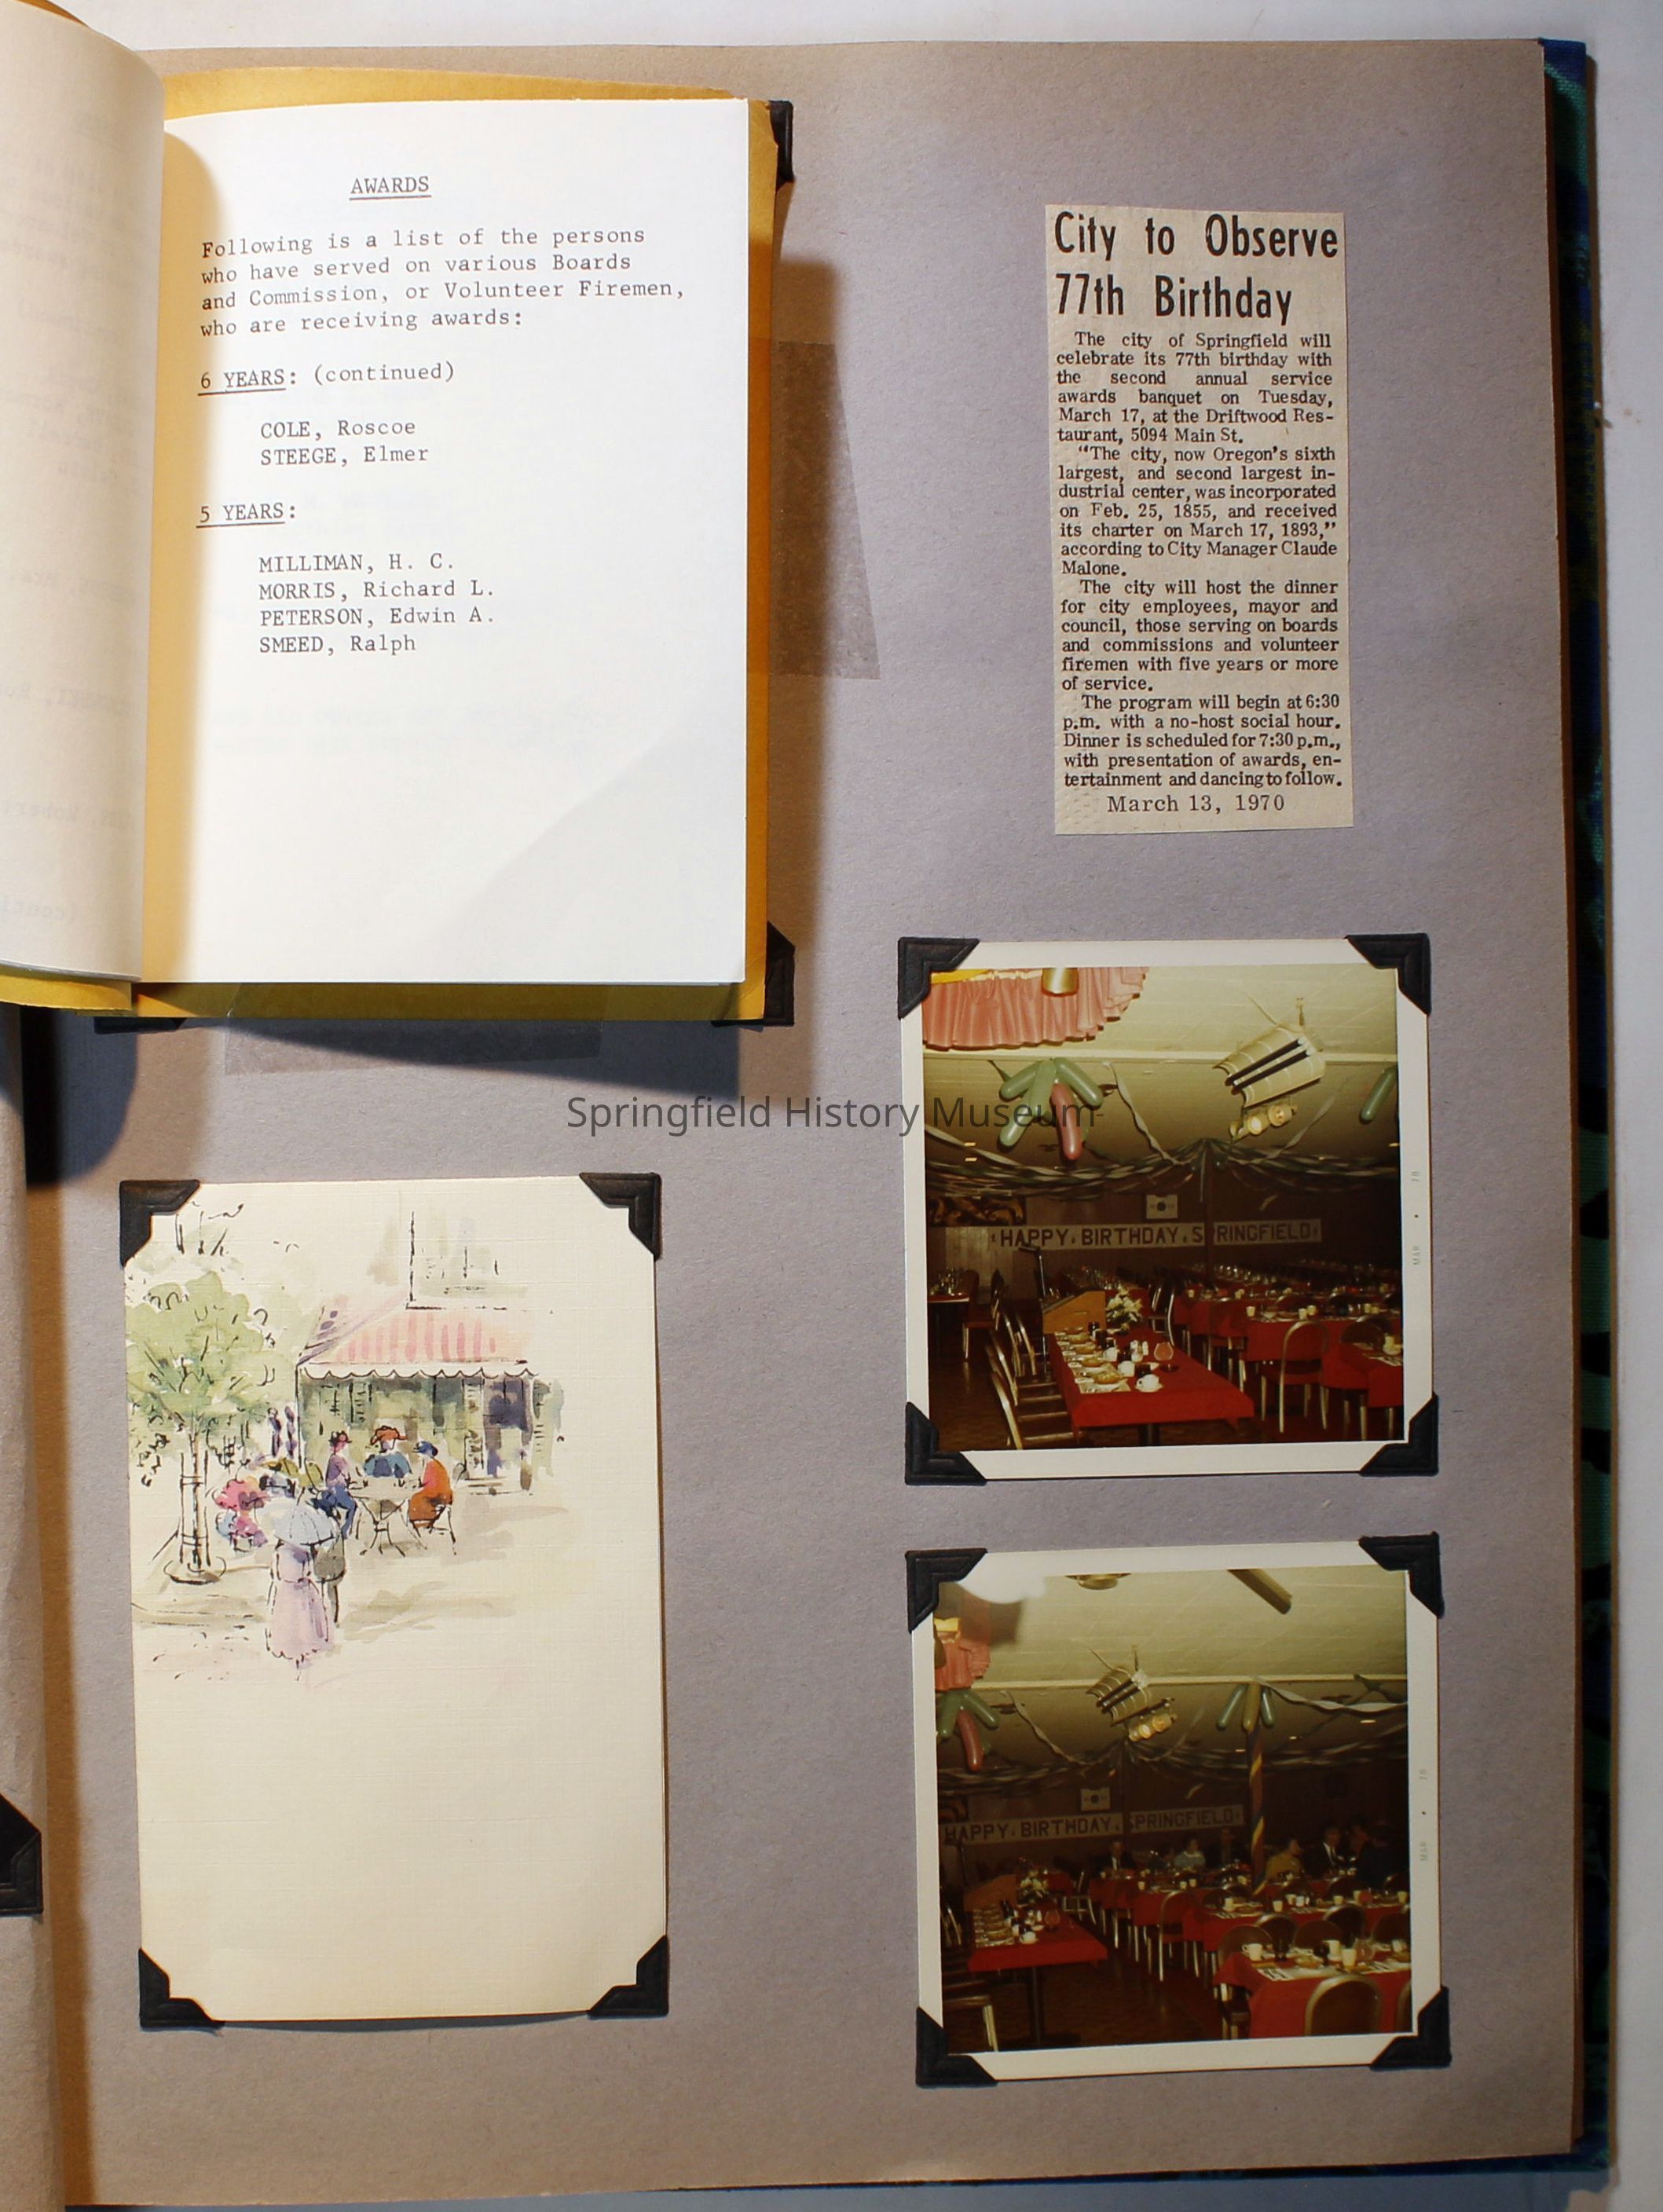 AWARDS
Following is a list of the persons
who have served on various Boards
and Commission, or Volunteer Firemen,
who are receiving awards:
6 YEARS: (continued)
COLE, Roscoe
STEEGE, Elmer
5 YEARS:
MILLIMAN, H. C.
MORRIS, Richard L.
PETERSON, Edwin A.
SMEED, Ralph
City to Observe
77th Birthday
The city of Springfield will
celebrate its 77th birthday with
the second annual service
awards banquet on Tuesday,
March 17, at the Driftwood Res-
taurant, 5094 Main St.
"The city, now Oregon's sixth
largest, and second largest in-
dustrial center, was incorporated
on Feb. 25, 1855, and received
its charter on March 17, 1893,"
according to City Manager Claude
Malone.
The city will host the dinner
for city employees, mayor and
council, those serving on boards
and commissions and volunteer
firemen with five years or more
of service.
The program will begin at 6:30
p.m. with a no-host social hour.
Dinner is scheduled for 7:30 p.m.,
with presentation of awards, en-
tertainment and dancing to follow.
March 13, 1970
Springfield History Museum
HAPPY BIRTHDAY, SPRINGFIELD
MAR • 70
HAPPY BIRTHDAY, SPRINGFIELD
MAR • 70